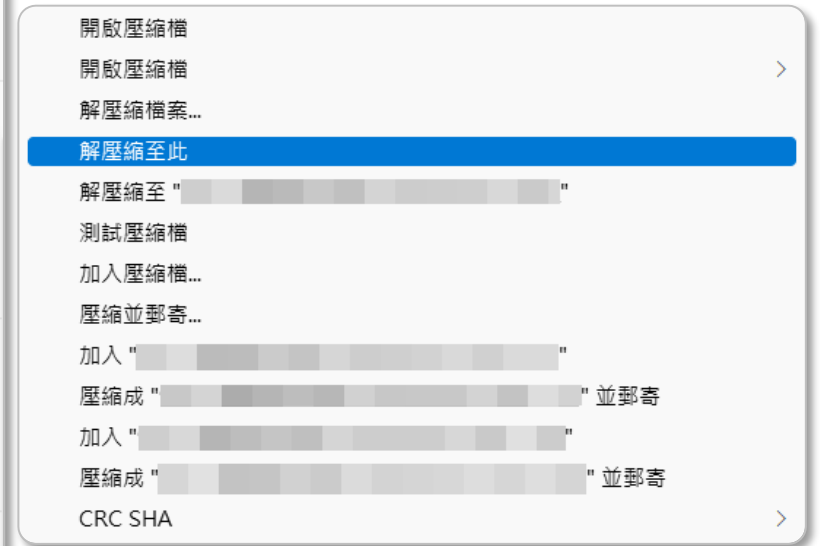 開啟壓縮檔
開啟壓縮檔
解壓縮檔案...
解壓縮至此
解壓縮至 " "
測試壓縮檔
加入壓縮檔...
壓縮並郵寄...
加入 " "
壓縮成 " " 並郵寄
加入 " "
壓縮成 " " 並郵寄
CRC SHA